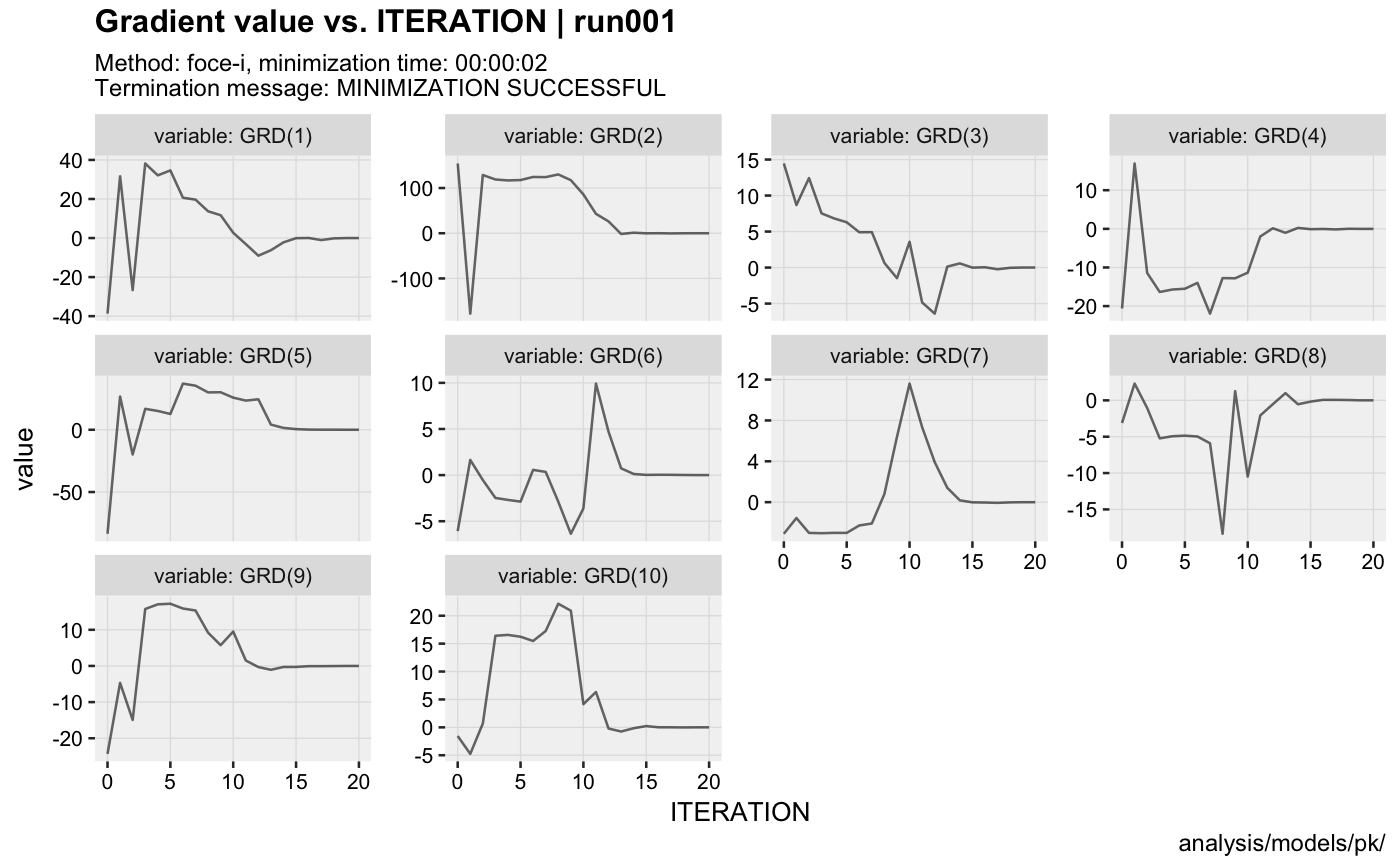 Gradient value vs. ITERATION | run001
Method: foce-i, minimization time: 00:00:02
Termination message: MINIMIZATION SUCCESSFUL
variable: GRD(1)
40
20
0
-20
-40
variable: GRD(2)
100
0
-100
variable: GRD(3)
15
10
5
0
-5
variable: GRD(4)
10
0
-10
-20
variable: GRD(5)
0
-50
variable: GRD(6)
10
5
0
-5
variable: GRD(7)
12
8
4
0
0 5 10 15 20
variable: GRD(8)
0
-5
-10
-15
0 5 10 15 20
variable: GRD(9)
10
0
-10
-20
0 5 10 15 20
variable: GRD(10)
20
15
10
5
0
-5
0 5 10 15 20
value
ITERATION
analysis/models/pk/